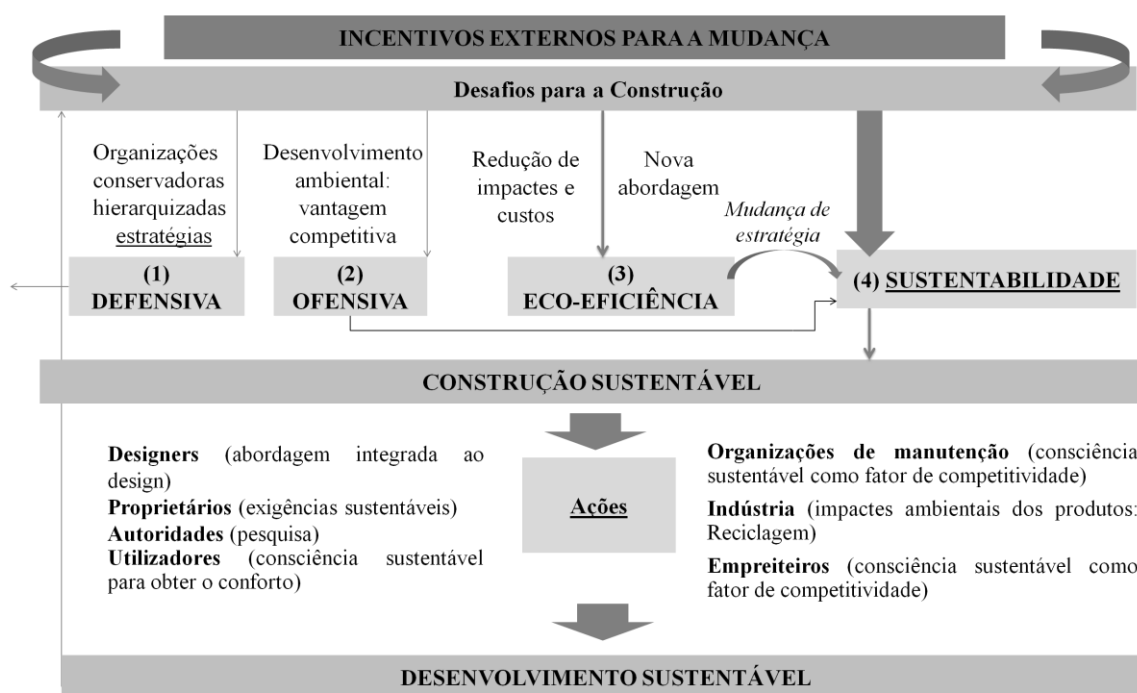 INCENTIVOS EXTERNOS PARA A MUDANÇA
Desafios para a Construção
Organizações
conservadoras
hierarquizadas
estratégias
Desenvolvimento
ambiental:
vantagem
competitiva
Redução de
impactes e
custos
Nova
abordagem
Mudança de
estratégia
(1)
DEFENSIVA
(2)
OFENSIVA
(3)
ECO-EFICIÊNCIA
(4) SUSTENTABILIDADE
CONSTRUÇÃO SUSTENTÁVEL
Designers (abordagem integrada ao
design)
Proprietários (exigências sustentáveis)
Autoridades (pesquisa)
Utilizadores (consciência sustentável
para obter o conforto)
Ações
Organizações de manutenção (consciência
sustentável como fator de competitividade)
Indústria (impactes ambientais dos produtos:
Reciclagem)
Empreiteiros (consciência sustentável como
fator de competitividade)
DESENVOLVIMENTO SUSTENTÁVEL